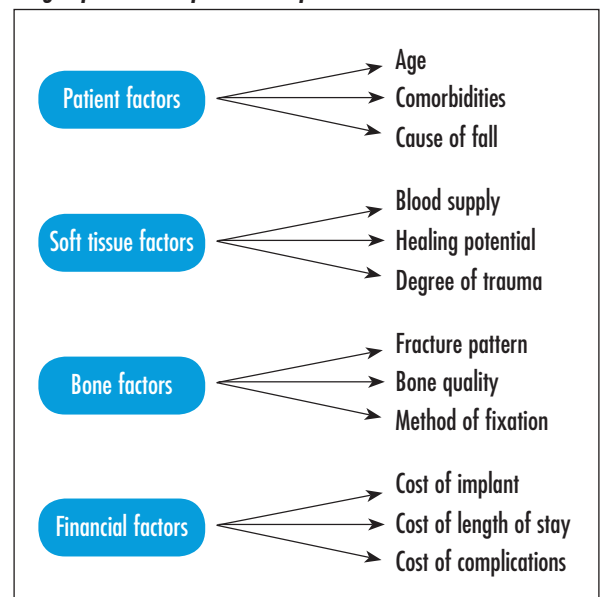 Patient factors
Age
Comorbidities
Cause of fall
Soft tissue factors
Blood supply
Healing potential
Degree of trauma
Bone factors
Fracture pattern
Bone quality
Method of fixation
Financial factors
Cost of implant
Cost of length of stay
Cost of complications